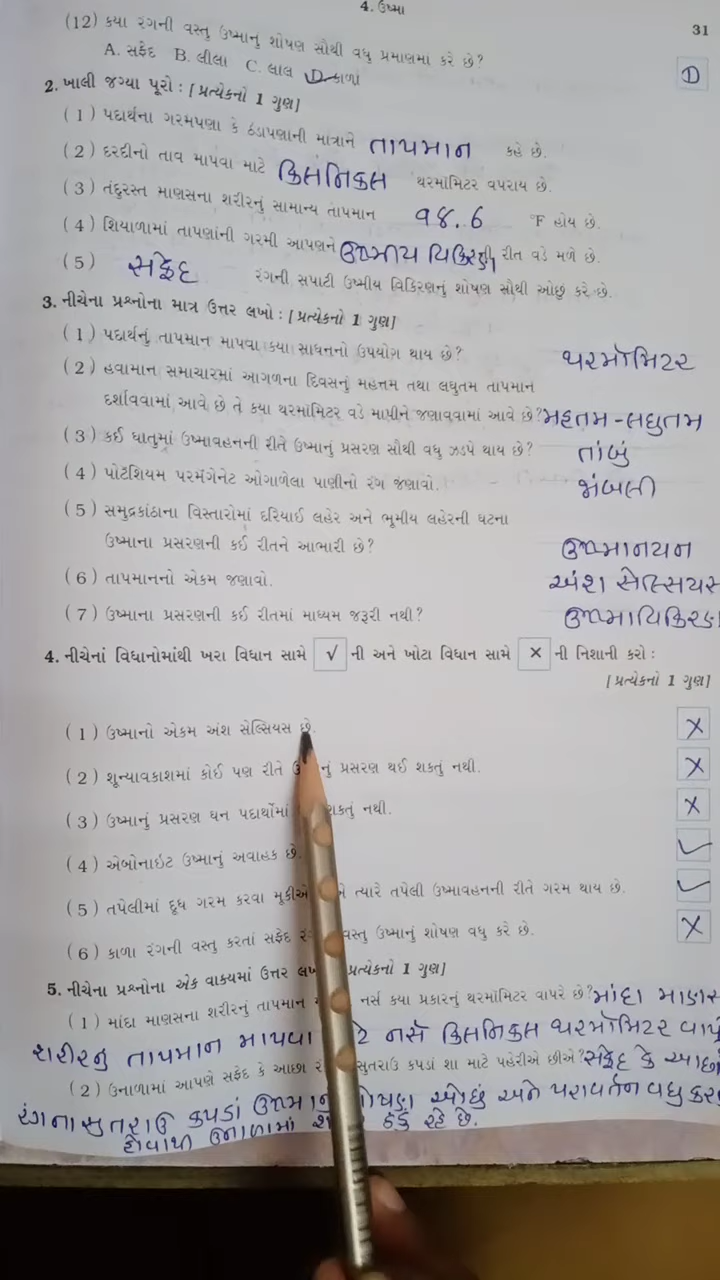 4. ઉષ્મા
31
(12) કયા રંગની વસ્તુ ઉષ્માનું શોષણ સૌથી વધુ પ્રમાણમાં કરે છે?
A. સફેદ B. લીલા C. લાલ D. કાળા
D
2. ખાલી જગ્યા પૂરો : [પ્રત્યેકનો 1 ગુણ]
(1) પદાર્થના ગરમપણા કે ઠંડાપણાની માત્રાને તાપમાન કહે છે.
(2) દરદીનો તાવ માપવા માટે ક્લિનિકલ થરમૉમિટર વપરાય છે.
(3) તંદુરસ્ત માણસના શરીરનું સામાન્ય તાપમાન ૧૯8.6 °F હોય છે.
(4) શિયાળામાં તાપણાંની ગરમી આપણને ઉષ્મીય વિકિરણ ની રીત વડે મળે છે.
(5) સફેદ રંગની સપાટી ઉષ્મીય વિકિરણનું શોષણ સૌથી ઓછું કરે છે.
3. નીચેના પ્રશ્નોના માત્ર ઉત્તર લખો : [પ્રત્યેકનો 1 ગુણ]
(1) પદાર્થનું તાપમાન માપવા કયા સાધનનો ઉપયોગ થાય છે? થરમૉમિટર
(2) હવામાન સમાચારમાં આગળના દિવસનું મહત્તમ તથા લઘુતમ તાપમાન
દર્શાવવામાં આવે છે તે કયા થરમૉમિટર વડે માપીને જણાવવામાં આવે છે? મહત્તમ - લઘુતમ
(3) કઈ ધાતુમાં ઉષ્માવહનની રીતે ઉષ્માનું પ્રસરણ સૌથી વધુ ઝડપે થાય છે? તાંબું
(4) પોટૅશિયમ પરમૅંગેનેટ ઓગાળેલા પાણીનો રંગ જણાવો. જાંબલી
(5) સમુદ્રકાંઠાના વિસ્તારોમાં દરિયાઈ લહેર અને ભૂમીય લહેરની ઘટના
ઉષ્માના પ્રસરણની કઈ રીતને આભારી છે? ઉષ્માનયન
(6) તાપમાનનો એકમ જણાવો. અંશ સેલ્સિયસ
(7) ઉષ્માના પ્રસરણની કઈ રીતમાં માધ્યમ જરૂરી નથી? ઉષ્માવિકિરણ
4. નીચેનાં વિધાનોમાંથી ખરા વિધાન સામે √ ની અને ખોટા વિધાન સામે × ની નિશાની કરો :
[પ્રત્યેકનો 1 ગુણ]
(1) ઉષ્માનો એકમ અંશ સેલ્સિયસ છે. ×
(2) શૂન્યાવકાશમાં કોઈ પણ રીતે નું પ્રસરણ થઈ શકતું નથી. ×
(3) ઉષ્માનું પ્રસરણ ઘન પદાર્થોમાં શકતું નથી. ×
(4) એબોનાઇટ ઉષ્માનું અવાહક છે. ✓
(5) તપેલીમાં દૂધ ગરમ કરવા ત્યારે તપેલી ઉષ્માવહનની રીતે ગરમ થાય છે. ✓
(6) કાળા રંગની વસ્તુ કરતાં સફેદ વસ્તુ ઉષ્માનું શોષણ વધુ કરે છે. ×
5. નીચેના પ્રશ્નોના એક વાક્યમાં ઉત્તર [પ્રત્યેકનો 1 ગુણ]
(1) માંદા માણસના શરીરનું તાપમાન નર્સ કયા પ્રકારનું થરમૉમિટર વાપરે છે? માંદા માણસ
શરીરનુ તાપમાન માપવા નર્સ ક્લિનિકલ થરમૉમિટર
(2) ઉનાળામાં આપણે સફેદ કે આછા સુતરાઉ કપડાં શા માટે પહેરીએ છીએ? સફેદ કે આછા
રંગના સુતરાઉ કપડાં ઓછું અને પરાવર્તન વધુ
હોવાથી ઉનાળામાં ઠંડુ રહે છે.